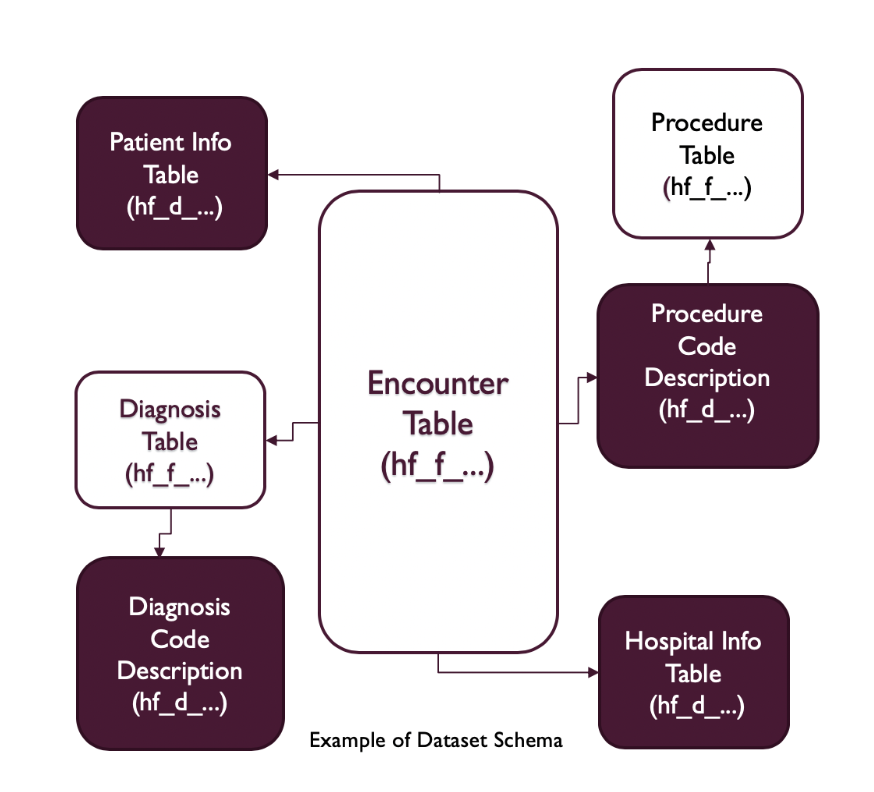 Patient Info
Table
(hf_d_...)
Procedure
Table
(hf_f_...)
Encounter
Table
(hf_f_...)
Procedure
Code
Description
(hf_d_...)
Diagnosis
Table
(hf_f_...)
Diagnosis
Code
Description
(hf_d_...)
Hospital Info
Table
(hf_d_...)
Example of Dataset Schema